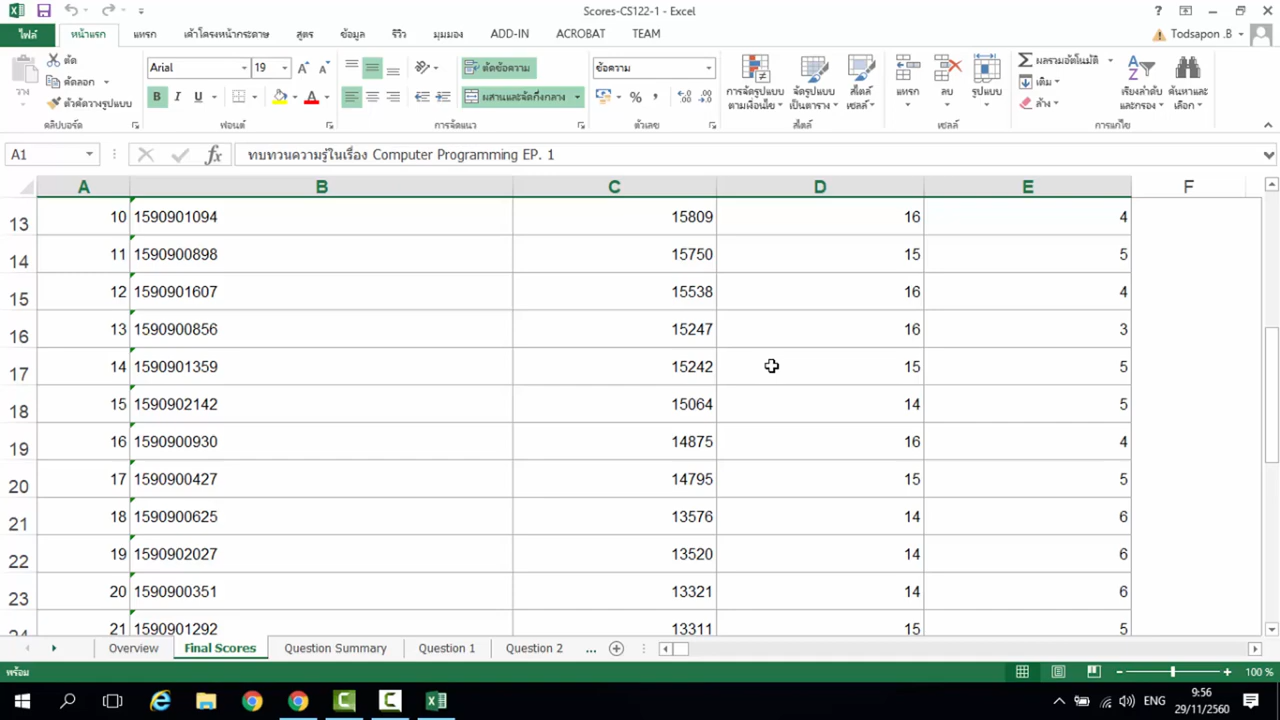 Scores-CS122-1 - Excel
Todsapon .B
ไฟล์ หน้าแรก แทรก เค้าโครงหน้ากระดาษ สูตร ข้อมูล รีวิว มุมมอง ADD-IN ACROBAT TEAM
วาง
ตัด
คัดลอก
ตัวคัดวางรูปแบบ
คลิปบอร์ด
Arial 19
B I U
ฟอนต์
ตัดข้อความ
ผสานและจัดกึ่งกลาง
การจัดแนว
ข้อความ
%
ตัวเลข
การจัดรูปแบบ
ตามเงื่อนไข
จัดรูปแบบ
เป็นตาราง
สไตล์
เซลล์
สไตล์
แทรก ลบ รูปแบบ
เซลล์
ผลรวมอัตโนมัติ
เติม
ล้าง
เรียงลำดับ
และกรอง
ค้นหาและ
เลือก
การแก้ไข
A1 fx ทบทวนความรู้ในเรื่อง Computer Programming EP. 1
A B C D E F
13 10 1590901094 15809 16 4
14 11 1590900898 15750 15 5
15 12 1590901607 15538 16 4
16 13 1590900856 15247 16 3
17 14 1590901359 15242 15 5
18 15 1590902142 15064 14 5
19 16 1590900930 14875 16 4
20 17 1590900427 14795 15 5
21 18 1590900625 13576 14 6
22 19 1590902027 13520 14 6
23 20 1590900351 13321 14 6
24 21 1590901292 13311 15 5
Overview Final Scores Question Summary Question 1 Question 2 ...
พร้อม 100 %
ENG 9:56
29/11/2560